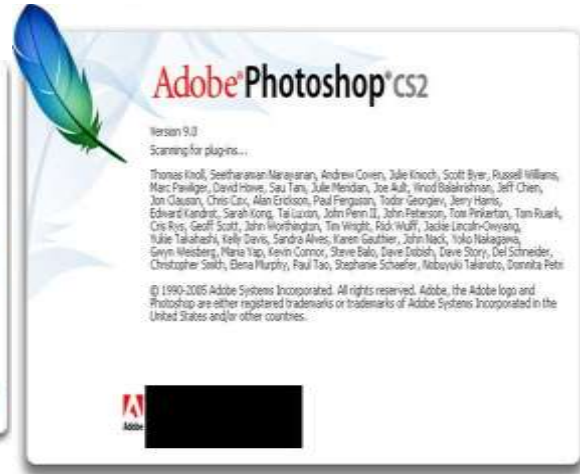 Adobe® Photoshop® CS2
Version 9.0
Scanning for plug-ins...
Thomas Knoll, Seetharaman Narayanan, Andrew Coven, Julie Kmoch, Scott Byer, Russell Williams,
Marc Pawliger, David Howe, Sau Tam, Julie Meridian, Joe Ault, Vinod Balakrishnan, Jeff Chien,
Jon Clauson, Chris Cox, Alan Erickson, Paul Ferguson, Todor Georgiev, Jerry Harris,
Edward Kandrot, Sarah Kong, Tai Luxon, John Penn II, John Peterson, Tom Pinkerton, Tom Ruark,
Cris Rys, Geoff Scott, John Worthington, Tim Wright, Rick Wulff, Jackie Lincoln-Owyang,
Yukie Takahashi, Kelly Davis, Sandra Alves, Karen Gauthier, John Nack, Yoko Nakagawa,
Gwyn Weisberg, Maria Yap, Kevin Connor, Steve Balo, Dave Dobish, Dave Story, Del Schneider,
Christopher Smith, Elena Murphy, Paul Tao, Stephanie Schaefer, Nobuyuki Takimoto, Domnita Petri
© 1990-2005 Adobe Systems Incorporated. All rights reserved. Adobe, the Adobe logo and
Photoshop are either registered trademarks or trademarks of Adobe Systems Incorporated in the
United States and/or other countries.
Adobe